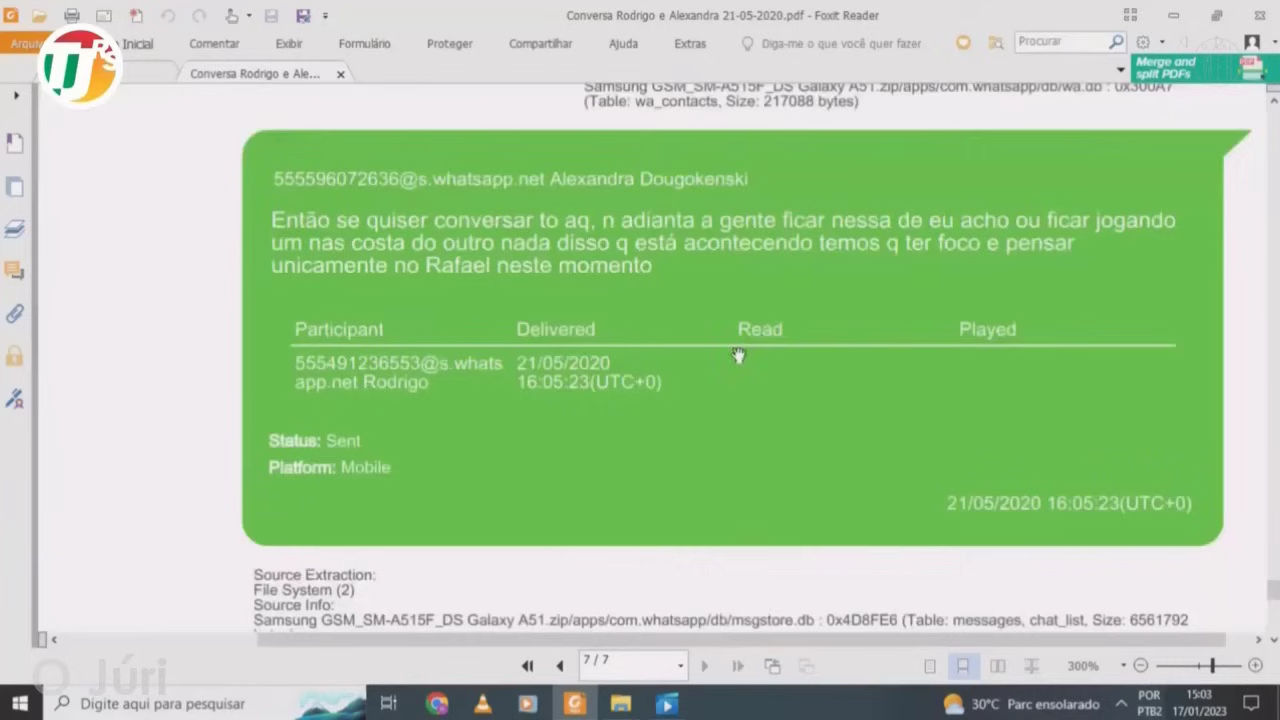 Conversa Rodrigo e Alexandra 21-05-2020.pdf - Foxit Reader
Inicial Comentar Exibir Formulário Proteger Compartilhar Ajuda Extras Diga-me o que você quer fazer Procurar
TJ RS
Conversa Rodrigo e Ale...
Merge and
split PDFs
Samsung GSM_SM-A515F_DS Galaxy A51.zip/apps/com.whatsapp/db/wa.db : 0x300A7
(Table: wa_contacts, Size: 217088 bytes)
555596072636@s.whatsapp.net Alexandra Dougokenski
Então se quiser conversar to aq, n adianta a gente ficar nessa de eu acho ou ficar jogando
um nas costa do outro nada disso q está acontecendo temos q ter foco e pensar
unicamente no Rafael neste momento
Participant Delivered Read Played
555491236553@s.whats 21/05/2020
app.net Rodrigo 16:05:23(UTC+0)
Status: Sent
Platform: Mobile
21/05/2020 16:05:23(UTC+0)
Source Extraction:
File System (2)
Source Info:
Samsung GSM_SM-A515F_DS Galaxy A51.zip/apps/com.whatsapp/db/msgstore.db : 0x4D8FE6 (Table: messages, chat_list, Size: 6561792
7 / 7
300%
O Júri
Digite aqui para pesquisar
30°C Parc ensolarado
POR
PTB2
15:03
17/01/2023